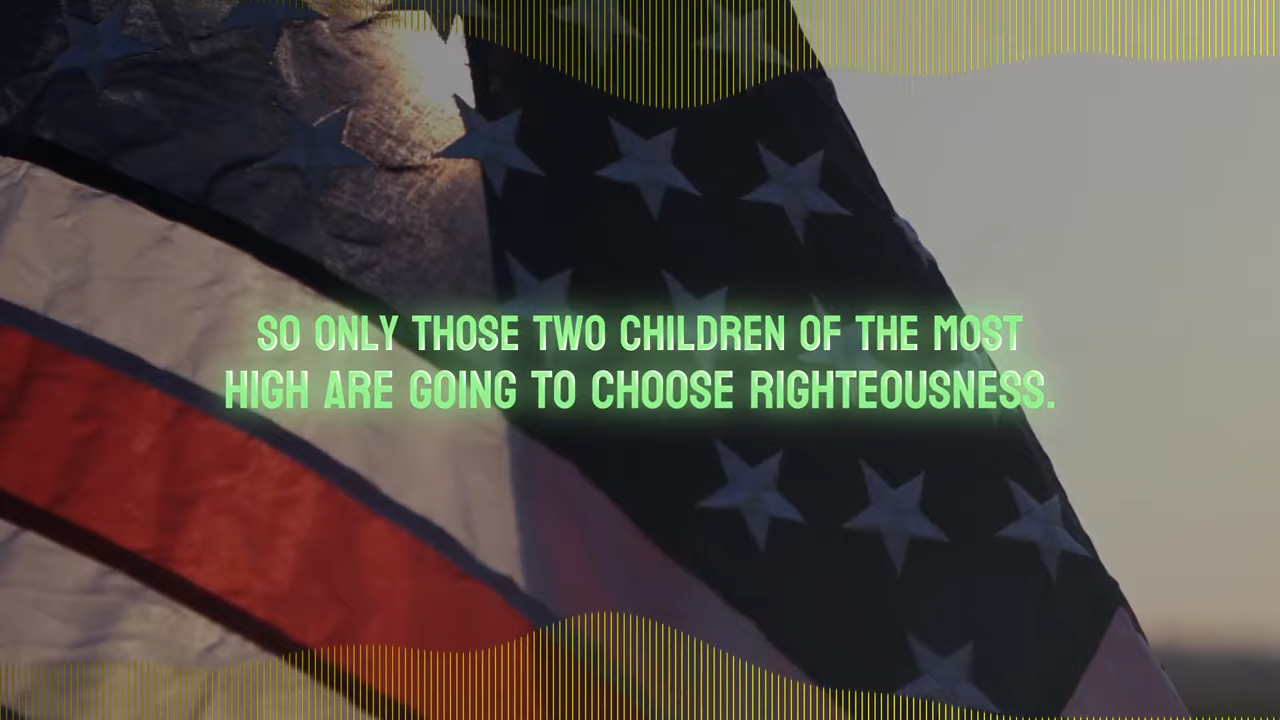 SO ONLY THOSE TWO CHILDREN OF THE MOST
HIGH ARE GOING TO CHOOSE RIGHTEOUSNESS.